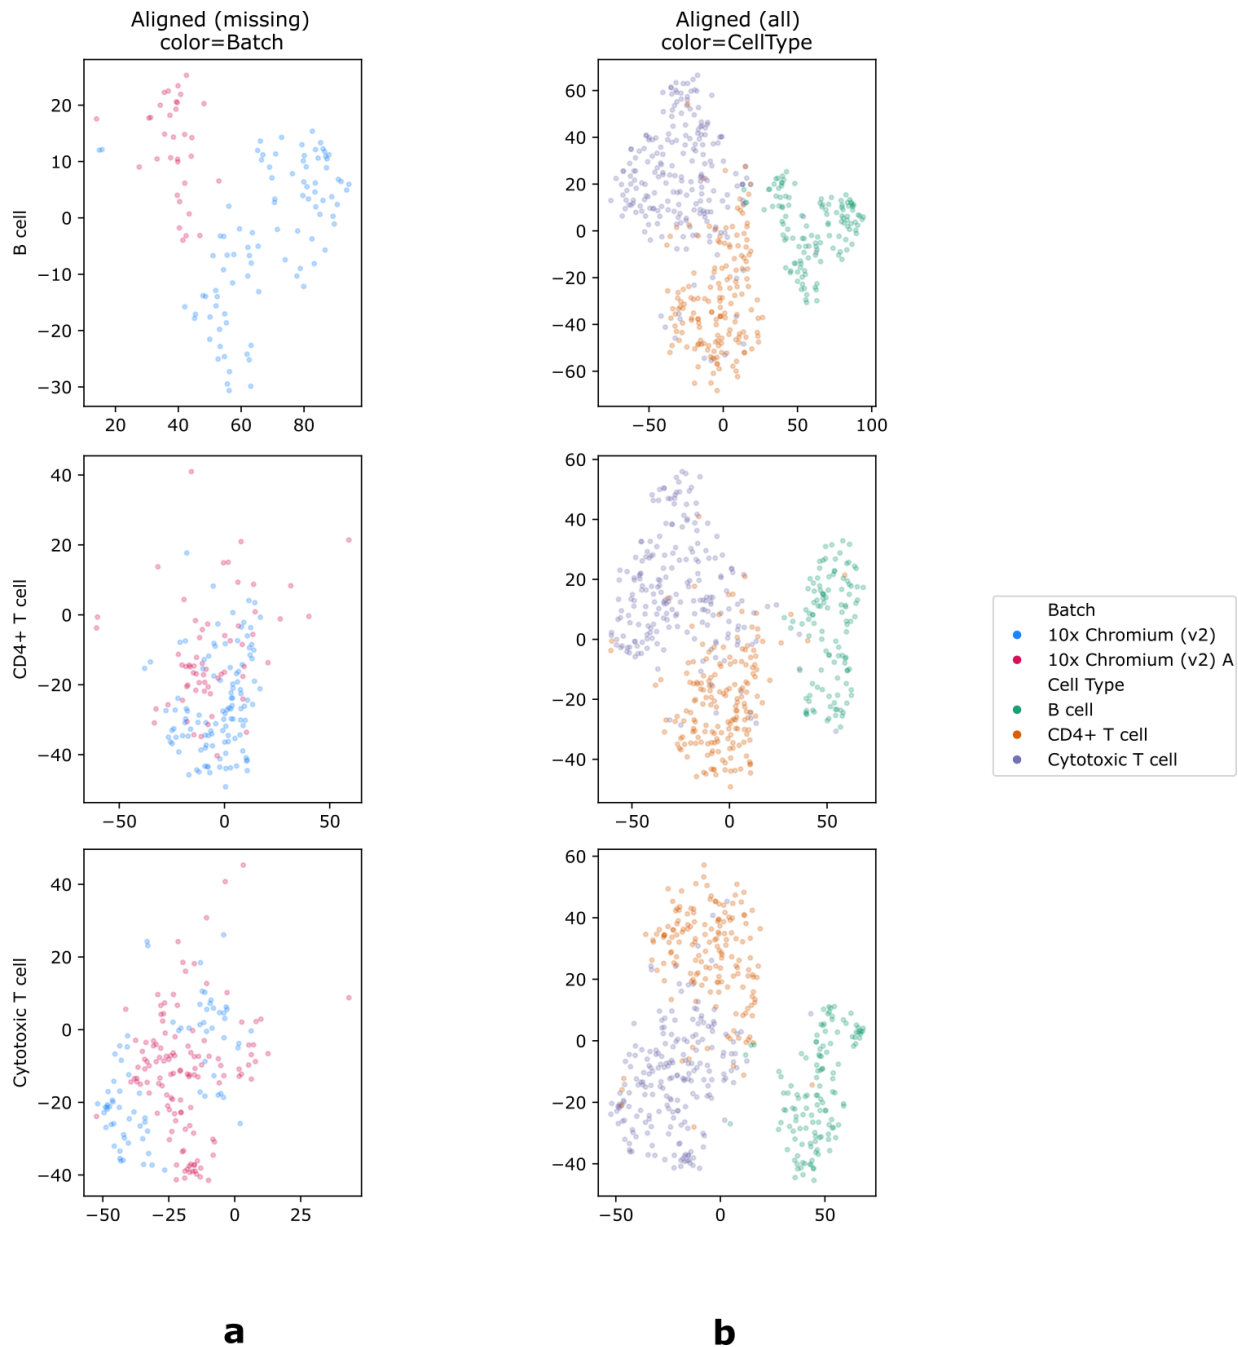 Aligned (missing)
color=Batch
Aligned (all)
color=CellType
B cell
20
10
0
−10
−20
−30
20 40 60 80
60
40
20
0
−20
−40
−60
−50 0 50 100
CD4+ T cell
40
20
0
−20
−40
−50 0 50
60
40
20
0
−20
−40
−50 0 50
Cytotoxic T cell
40
20
0
−20
−40
−50 −25 0 25
60
40
20
0
−20
−40
−50 0 50
Batch
10x Chromium (v2)
10x Chromium (v2) A
Cell Type
B cell
CD4+ T cell
Cytotoxic T cell
a
b